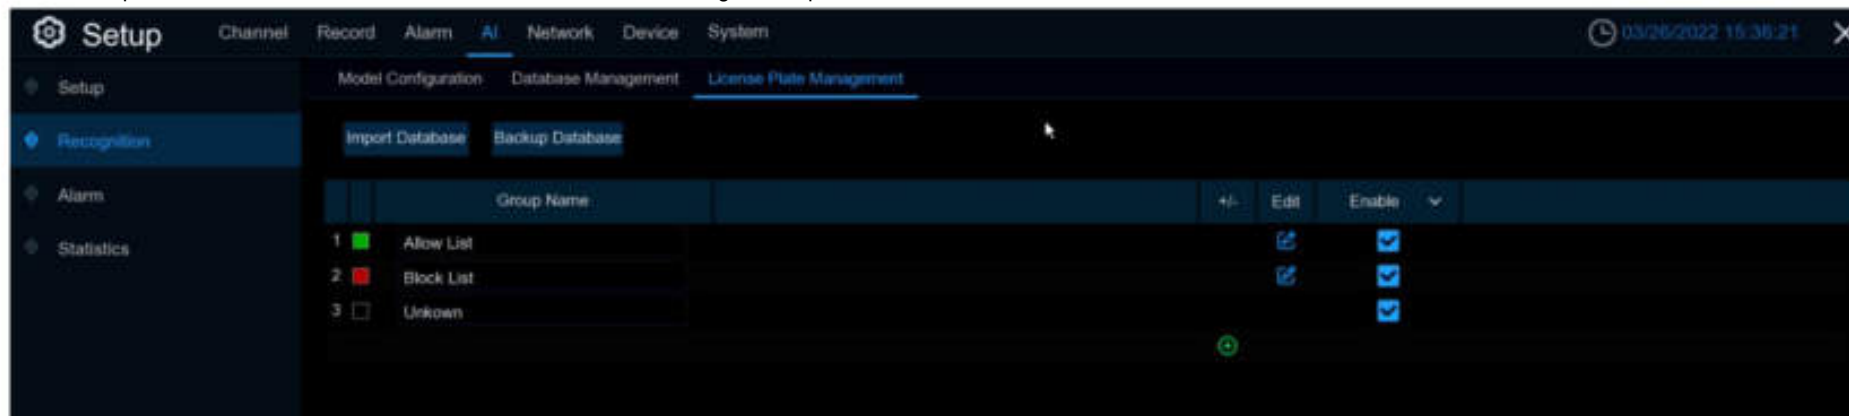 Setup Channel Record Alarm AI Network Device System 03/26/2022 15:36:21
Setup
Recognition
Alarm
Statistics
Model Configuration Database Management License Plate Management
Import Database Backup Database
Group Name +/- Edit Enable
1 Allow List
2 Block List
3 Unkown